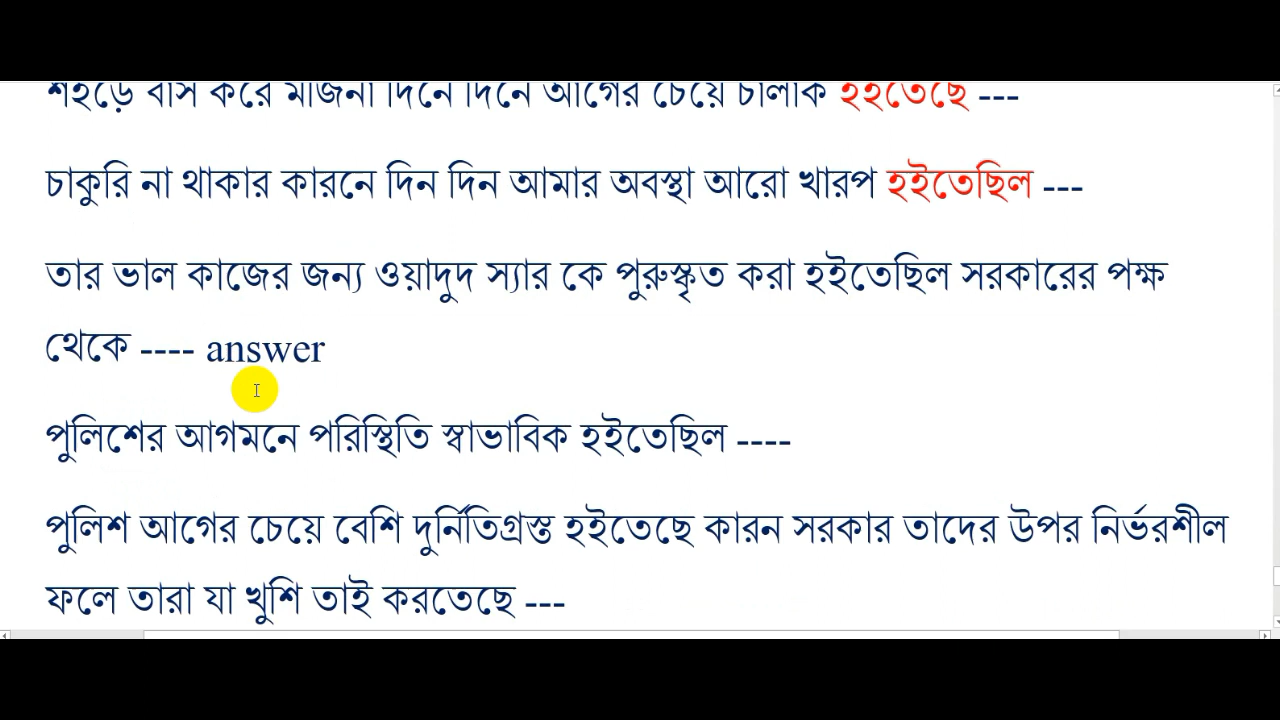 শহড়ে বাস করে মাজনা দিনে দিনে আগের চেয়ে চালাক হইতেছে ---
চাকুরি না থাকার কারনে দিন দিন আমার অবস্থা আরো খারপ হইতেছিল ---
তার ভাল কাজের জন্য ওয়াদুদ স্যার কে পুরুস্কৃত করা হইতেছিল সরকারের পক্ষ
থেকে ---- answer
পুলিশের আগমনে পরিস্থিতি স্বাভাবিক হইতেছিল ----
পুলিশ আগের চেয়ে বেশি দুর্নিতিগ্রস্ত হইতেছে কারন সরকার তাদের উপর নির্ভরশীল
ফলে তারা যা খুশি তাই করতেছে ---